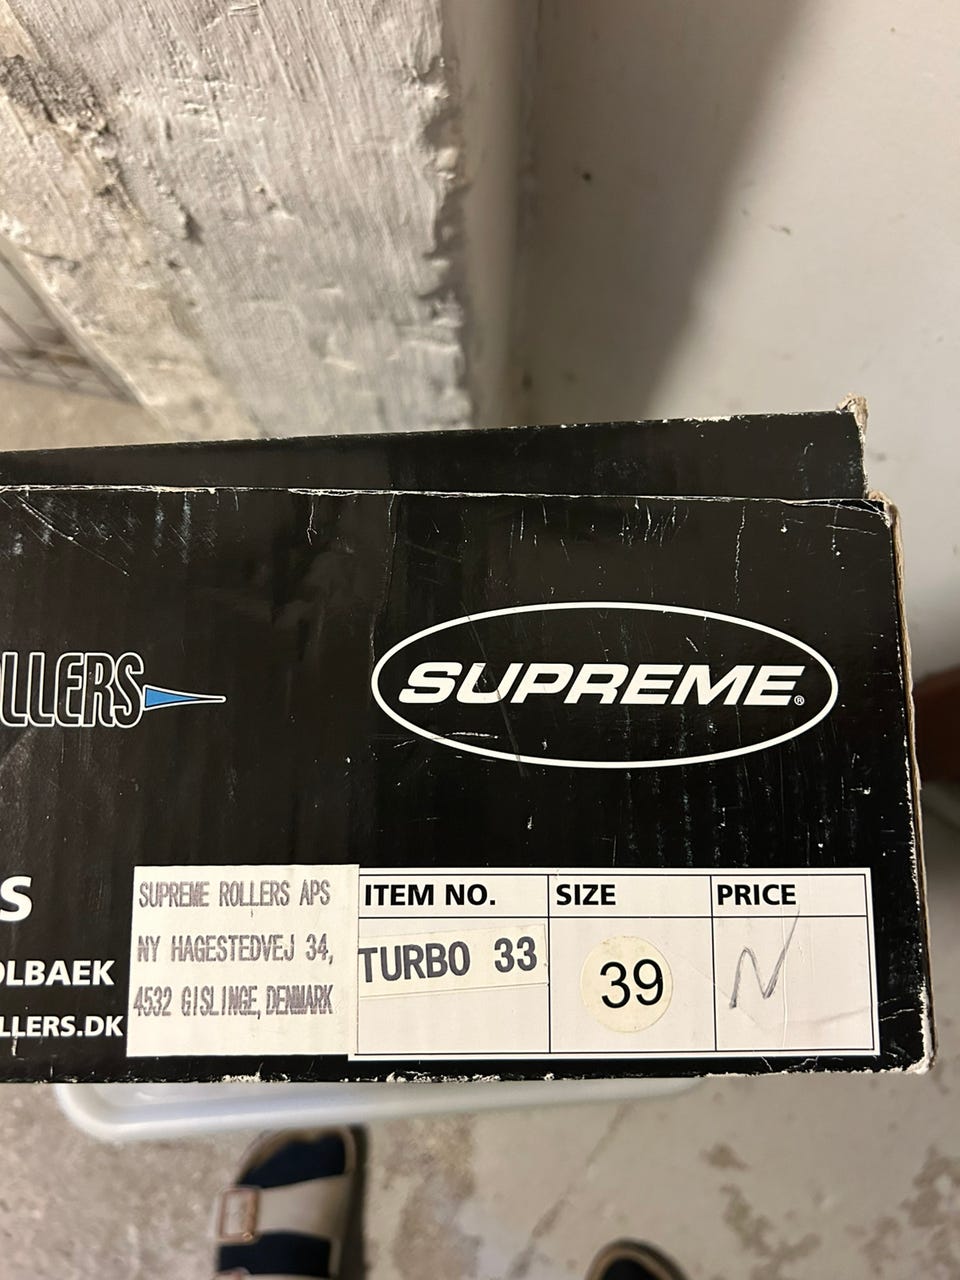 OLLERS
SUPREME®
S
OLBAEK
LLERS.DK
SUPREME ROLLERS APS
NY HAGESTEDVEJ 34,
4532 GISLINGE, DENMARK
ITEM NO.
TURBO 33
SIZE
39
PRICE
N